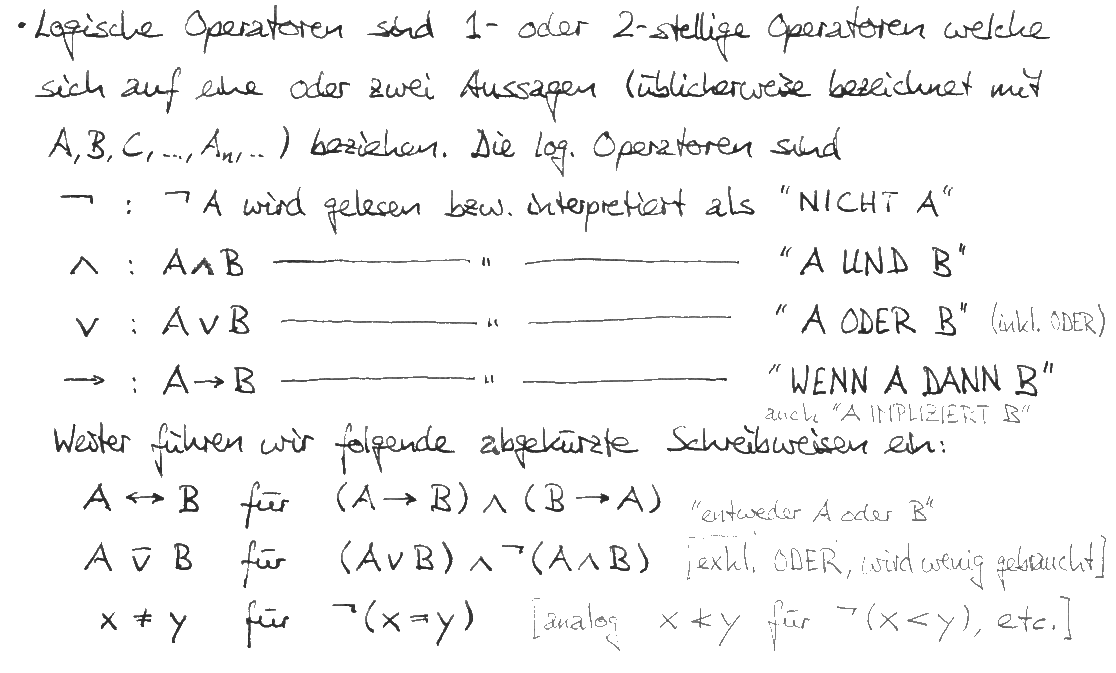 • Logische Operatoren sind 1- oder 2-stellige Operatoren welche
sich auf eine oder zwei Aussagen (üblicherweise bezeichnet mit
A, B, C, ..., Aₙ, ..) beziehen. Die log. Operatoren sind
¬ : ¬A wird gelesen bzw. interpretiert als "NICHT A"
∧ : A∧B ——— " ——— "A UND B"
∨ : A∨B ——— " ——— "A ODER B" (inkl. ODER)
→ : A→B ——— " ——— "WENN A DANN B"
auch "A IMPLIZIERT B"
Weiter führen wir folgende abgekürzte Schreibweisen ein:
A ↔ B für (A → B) ∧ (B → A)
"entweder A oder B"
A ⊽ B für (A∨B) ∧ ¬(A∧B) [exkl. ODER, wird wenig gebraucht]
x ≠ y für ¬(x=y) [analog x ≮ y für ¬(x<y), etc.]